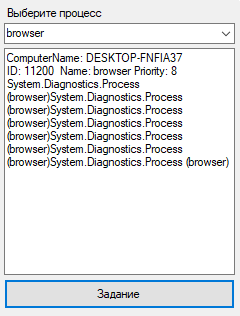 Выберите процесс
browser
ComputerName: DESKTOP-FNFIA37
ID: 11200  Name: browser Priority: 8
System.Diagnostics.Process
(browser)System.Diagnostics.Process
(browser)System.Diagnostics.Process
(browser)System.Diagnostics.Process
(browser)System.Diagnostics.Process
(browser)System.Diagnostics.Process
(browser)System.Diagnostics.Process (browser)
Задание